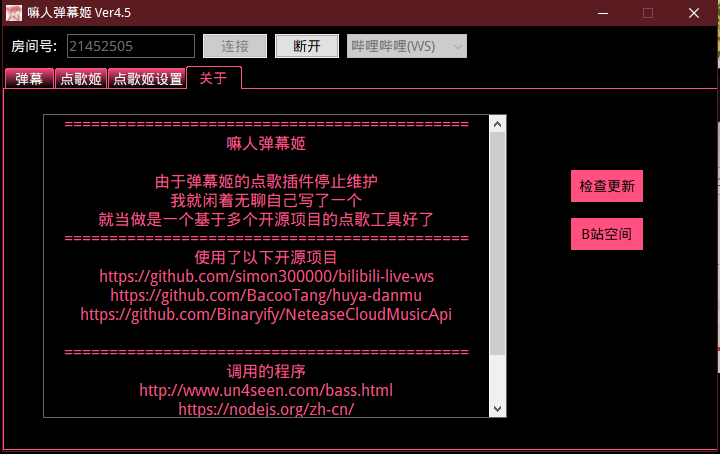 嘛人弹幕姬 Ver4.5
房间号: 21452505 连接 断开 哔哩哔哩(WS)
弹幕 点歌姬 点歌姬设置 关于
============================================
嘛人弹幕姬
由于弹幕姬的点歌插件停止维护
我就闲着无聊自己写了一个
就当做是一个基于多个开源项目的点歌工具好了
============================================
使用了以下开源项目
https://github.com/simon300000/bilibili-live-ws
https://github.com/BacooTang/huya-danmu
https://github.com/Binaryify/NeteaseCloudMusicApi
============================================
调用的程序
http://www.un4seen.com/bass.html
https://nodejs.org/zh-cn/
检查更新
B站空间